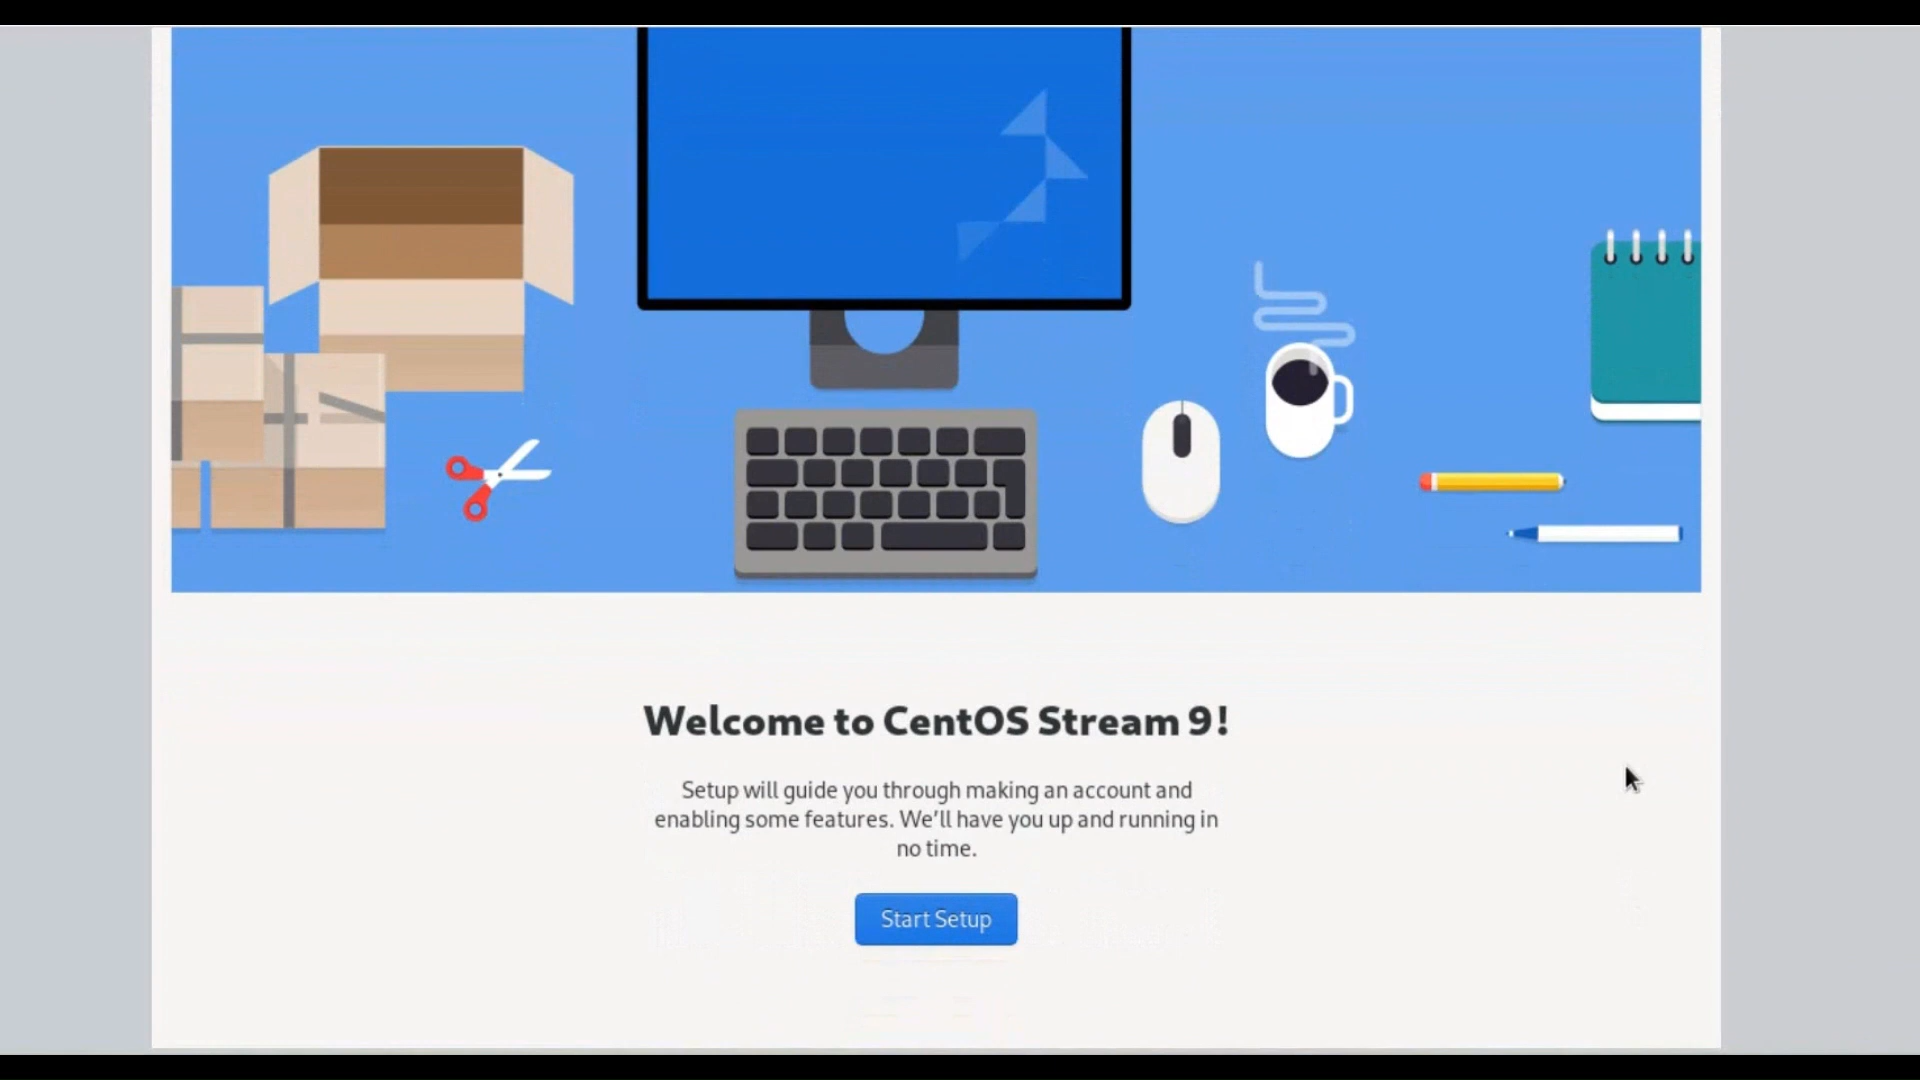 Welcome to CentOS Stream 9!
Setup will guide you through making an account and
enabling some features. We’ll have you up and running in
no time.
Start Setup